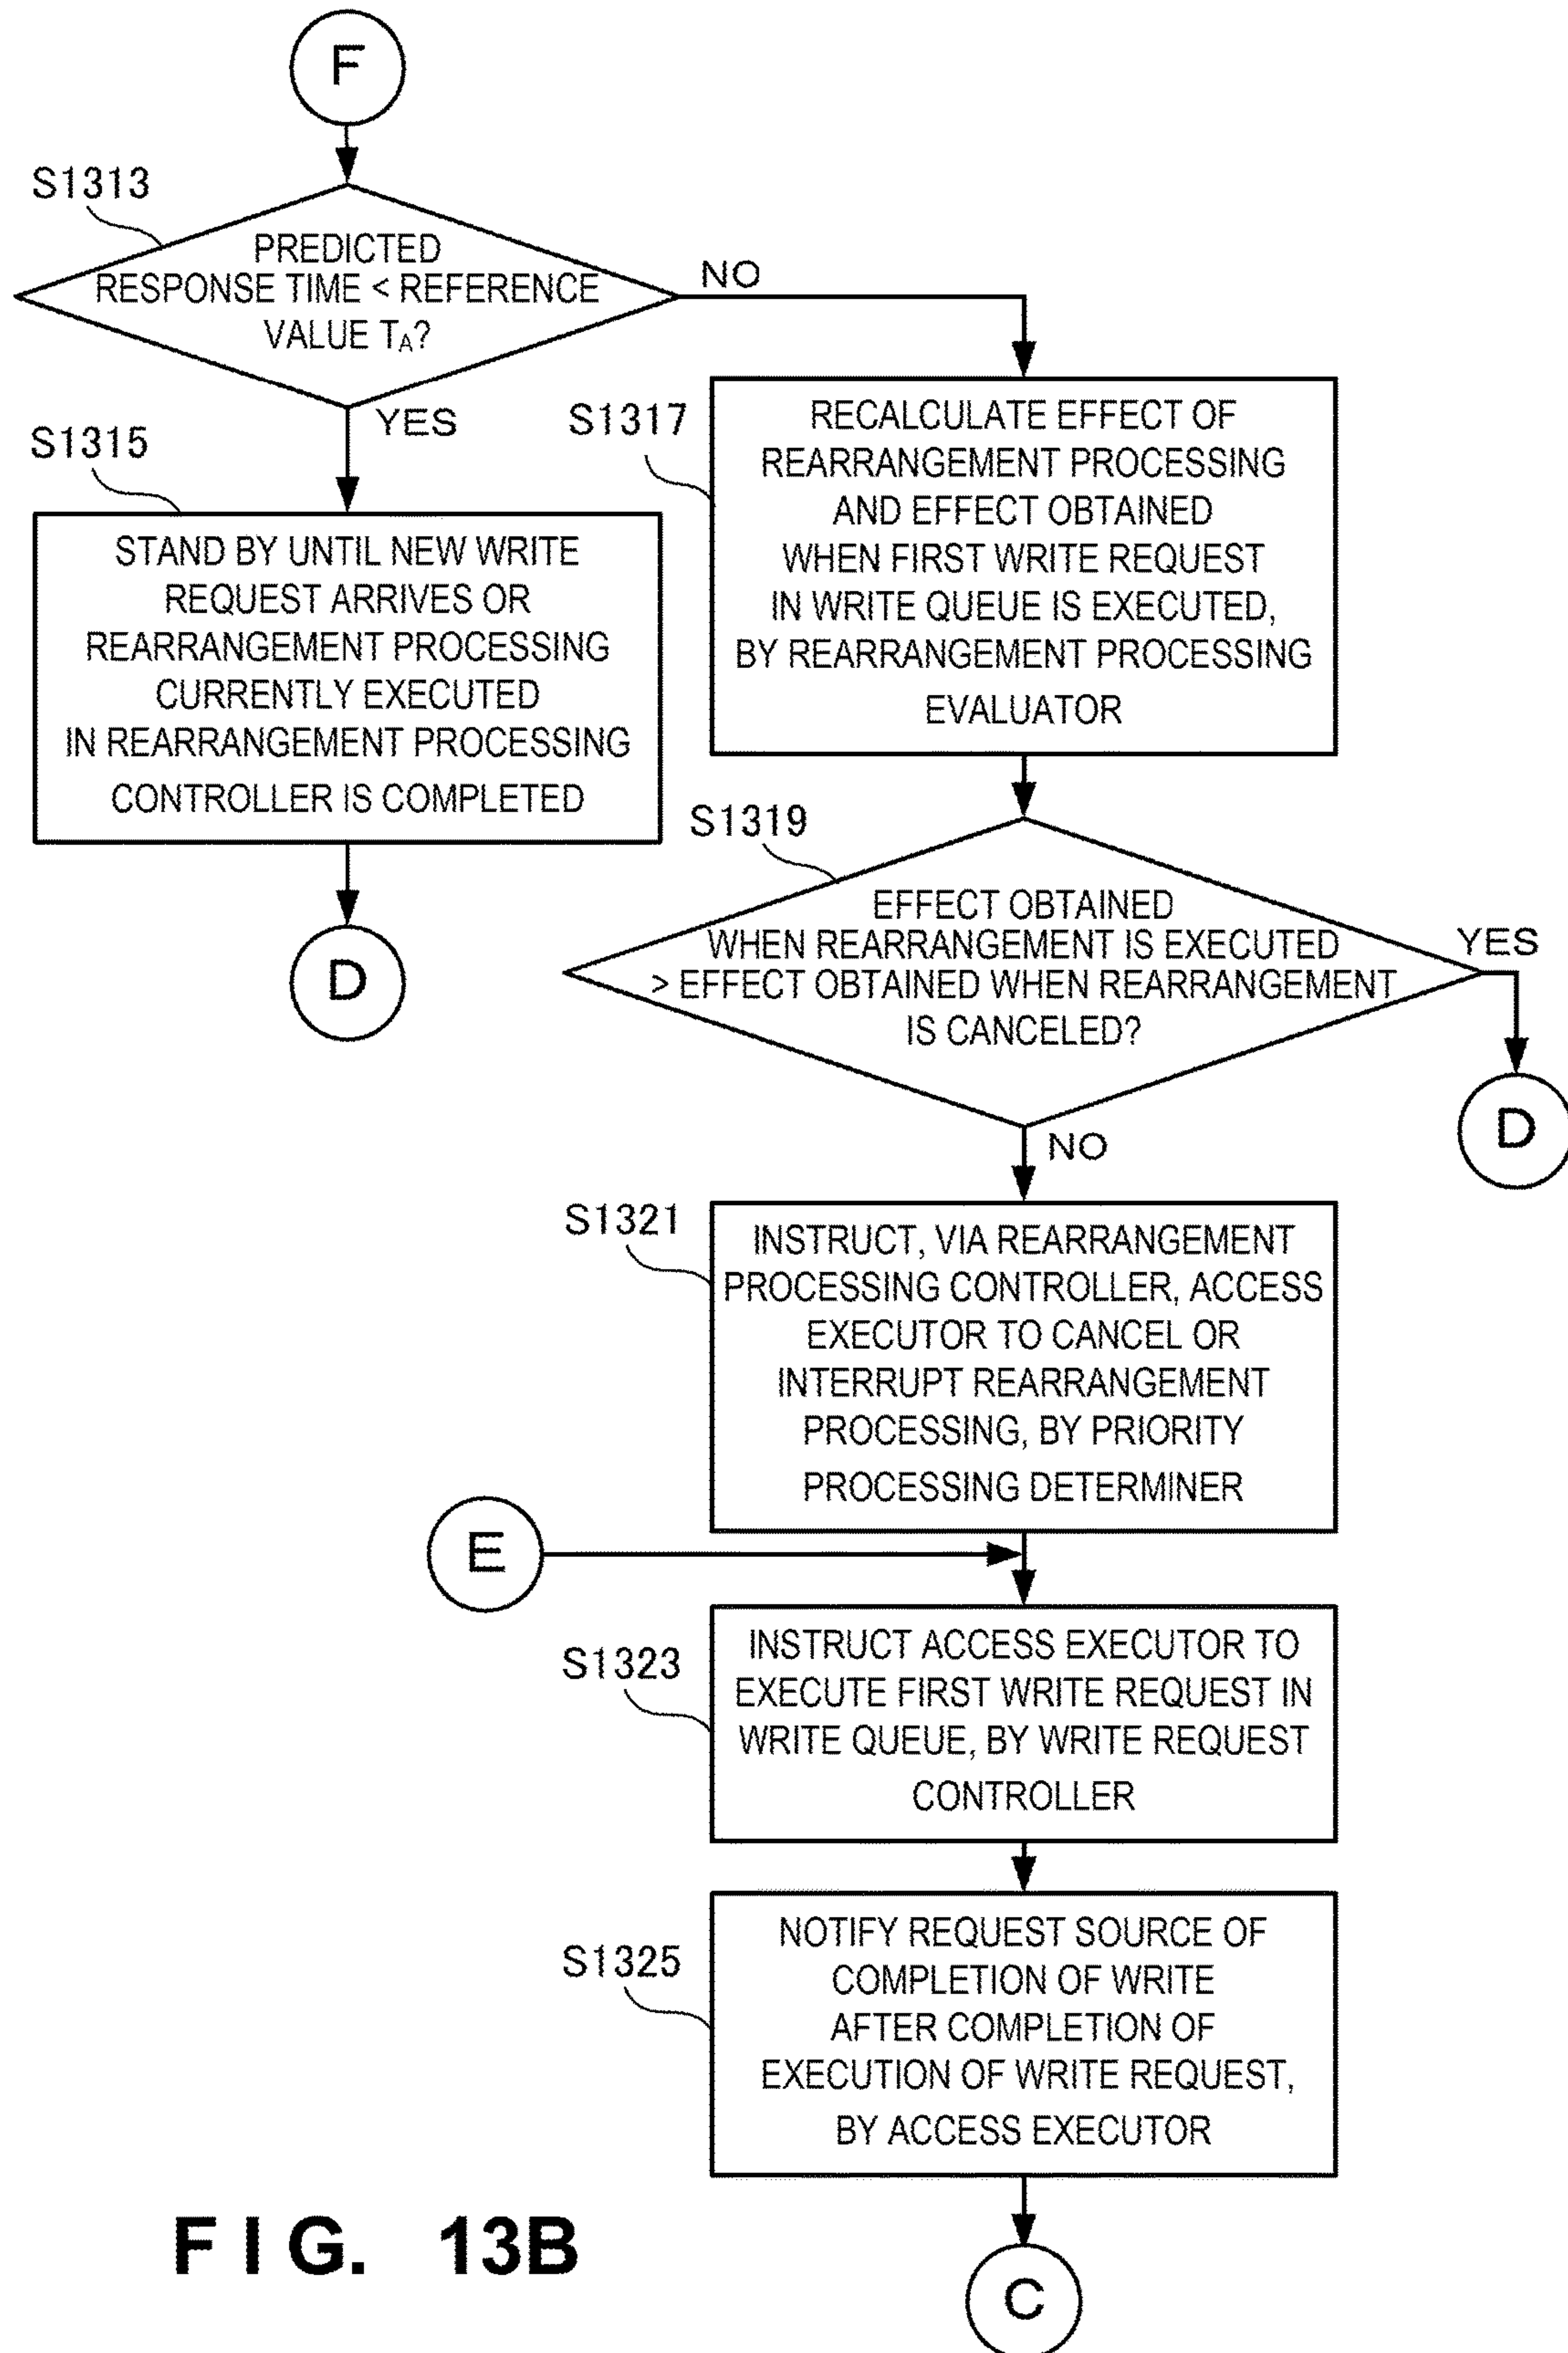 F
S1313
PREDICTED
RESPONSE TIME < REFERENCE
VALUE TA?
NO
YES
S1315
STAND BY UNTIL NEW WRITE
REQUEST ARRIVES OR
REARRANGEMENT PROCESSING
CURRENTLY EXECUTED
IN REARRANGEMENT PROCESSING
CONTROLLER IS COMPLETED
D
S1317
RECALCULATE EFFECT OF
REARRANGEMENT PROCESSING
AND EFFECT OBTAINED
WHEN FIRST WRITE REQUEST
IN WRITE QUEUE IS EXECUTED,
BY REARRANGEMENT PROCESSING
EVALUATOR
S1319
EFFECT OBTAINED
WHEN REARRANGEMENT IS EXECUTED
> EFFECT OBTAINED WHEN REARRANGEMENT
IS CANCELED?
YES
D
NO
S1321
INSTRUCT, VIA REARRANGEMENT
PROCESSING CONTROLLER, ACCESS
EXECUTOR TO CANCEL OR
INTERRUPT REARRANGEMENT
PROCESSING, BY PRIORITY
PROCESSING DETERMINER
E
S1323
INSTRUCT ACCESS EXECUTOR TO
EXECUTE FIRST WRITE REQUEST IN
WRITE QUEUE, BY WRITE REQUEST
CONTROLLER
S1325
NOTIFY REQUEST SOURCE OF
COMPLETION OF WRITE
AFTER COMPLETION OF
EXECUTION OF WRITE REQUEST,
BY ACCESS EXECUTOR
C
FIG. 13B